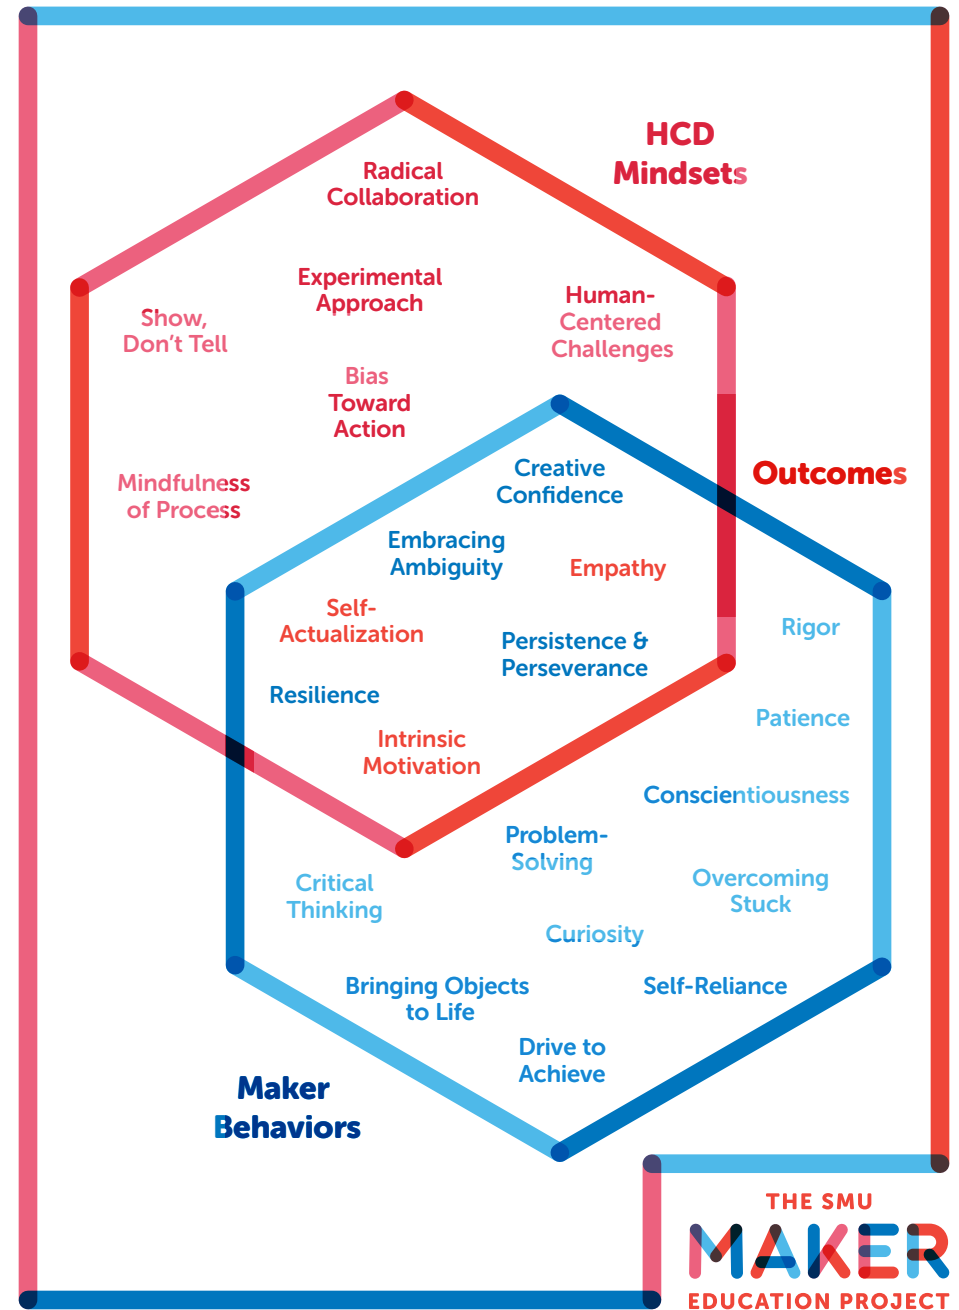 HCD
Mindsets
Radical
Collaboration
Experimental
Approach
Human-
Centered
Challenges
Show,
Don't Tell
Bias
Toward
Action
Mindfulness
of Process
Outcomes
Creative
Confidence
Embracing
Ambiguity
Empathy
Self-
Actualization
Persistence &
Perseverance
Resilience
Intrinsic
Motivation
Rigor
Patience
Conscientiousness
Problem-
Solving
Critical
Thinking
Overcoming
Stuck
Curiosity
Bringing Objects
to Life
Self-Reliance
Drive to
Achieve
Maker
Behaviors
THE SMU
MAKER
EDUCATION PROJECT